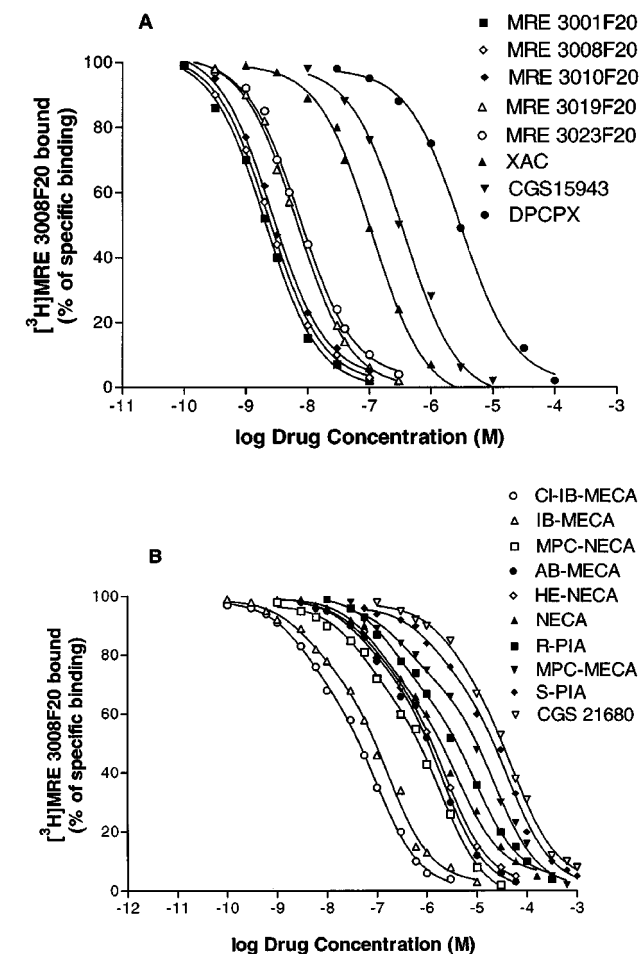 A
MRE 3001F20
MRE 3008F20
MRE 3010F20
MRE 3019F20
MRE 3023F20
XAC
CGS15943
DPCPX
[³H]MRE 3008F20 bound
(% of specific binding)
100
80
60
40
20
0
-11 -10 -9 -8 -7 -6 -5 -4 -3
log Drug Concentration (M)
B
Cl-IB-MECA
IB-MECA
MPC-NECA
AB-MECA
HE-NECA
NECA
R-PIA
MPC-MECA
S-PIA
CGS 21680
[³H]MRE 3008F20 bound
(% of specific binding)
100
80
60
40
20
0
-12 -11 -10 -9 -8 -7 -6 -5 -4 -3
log Drug Concentration (M)